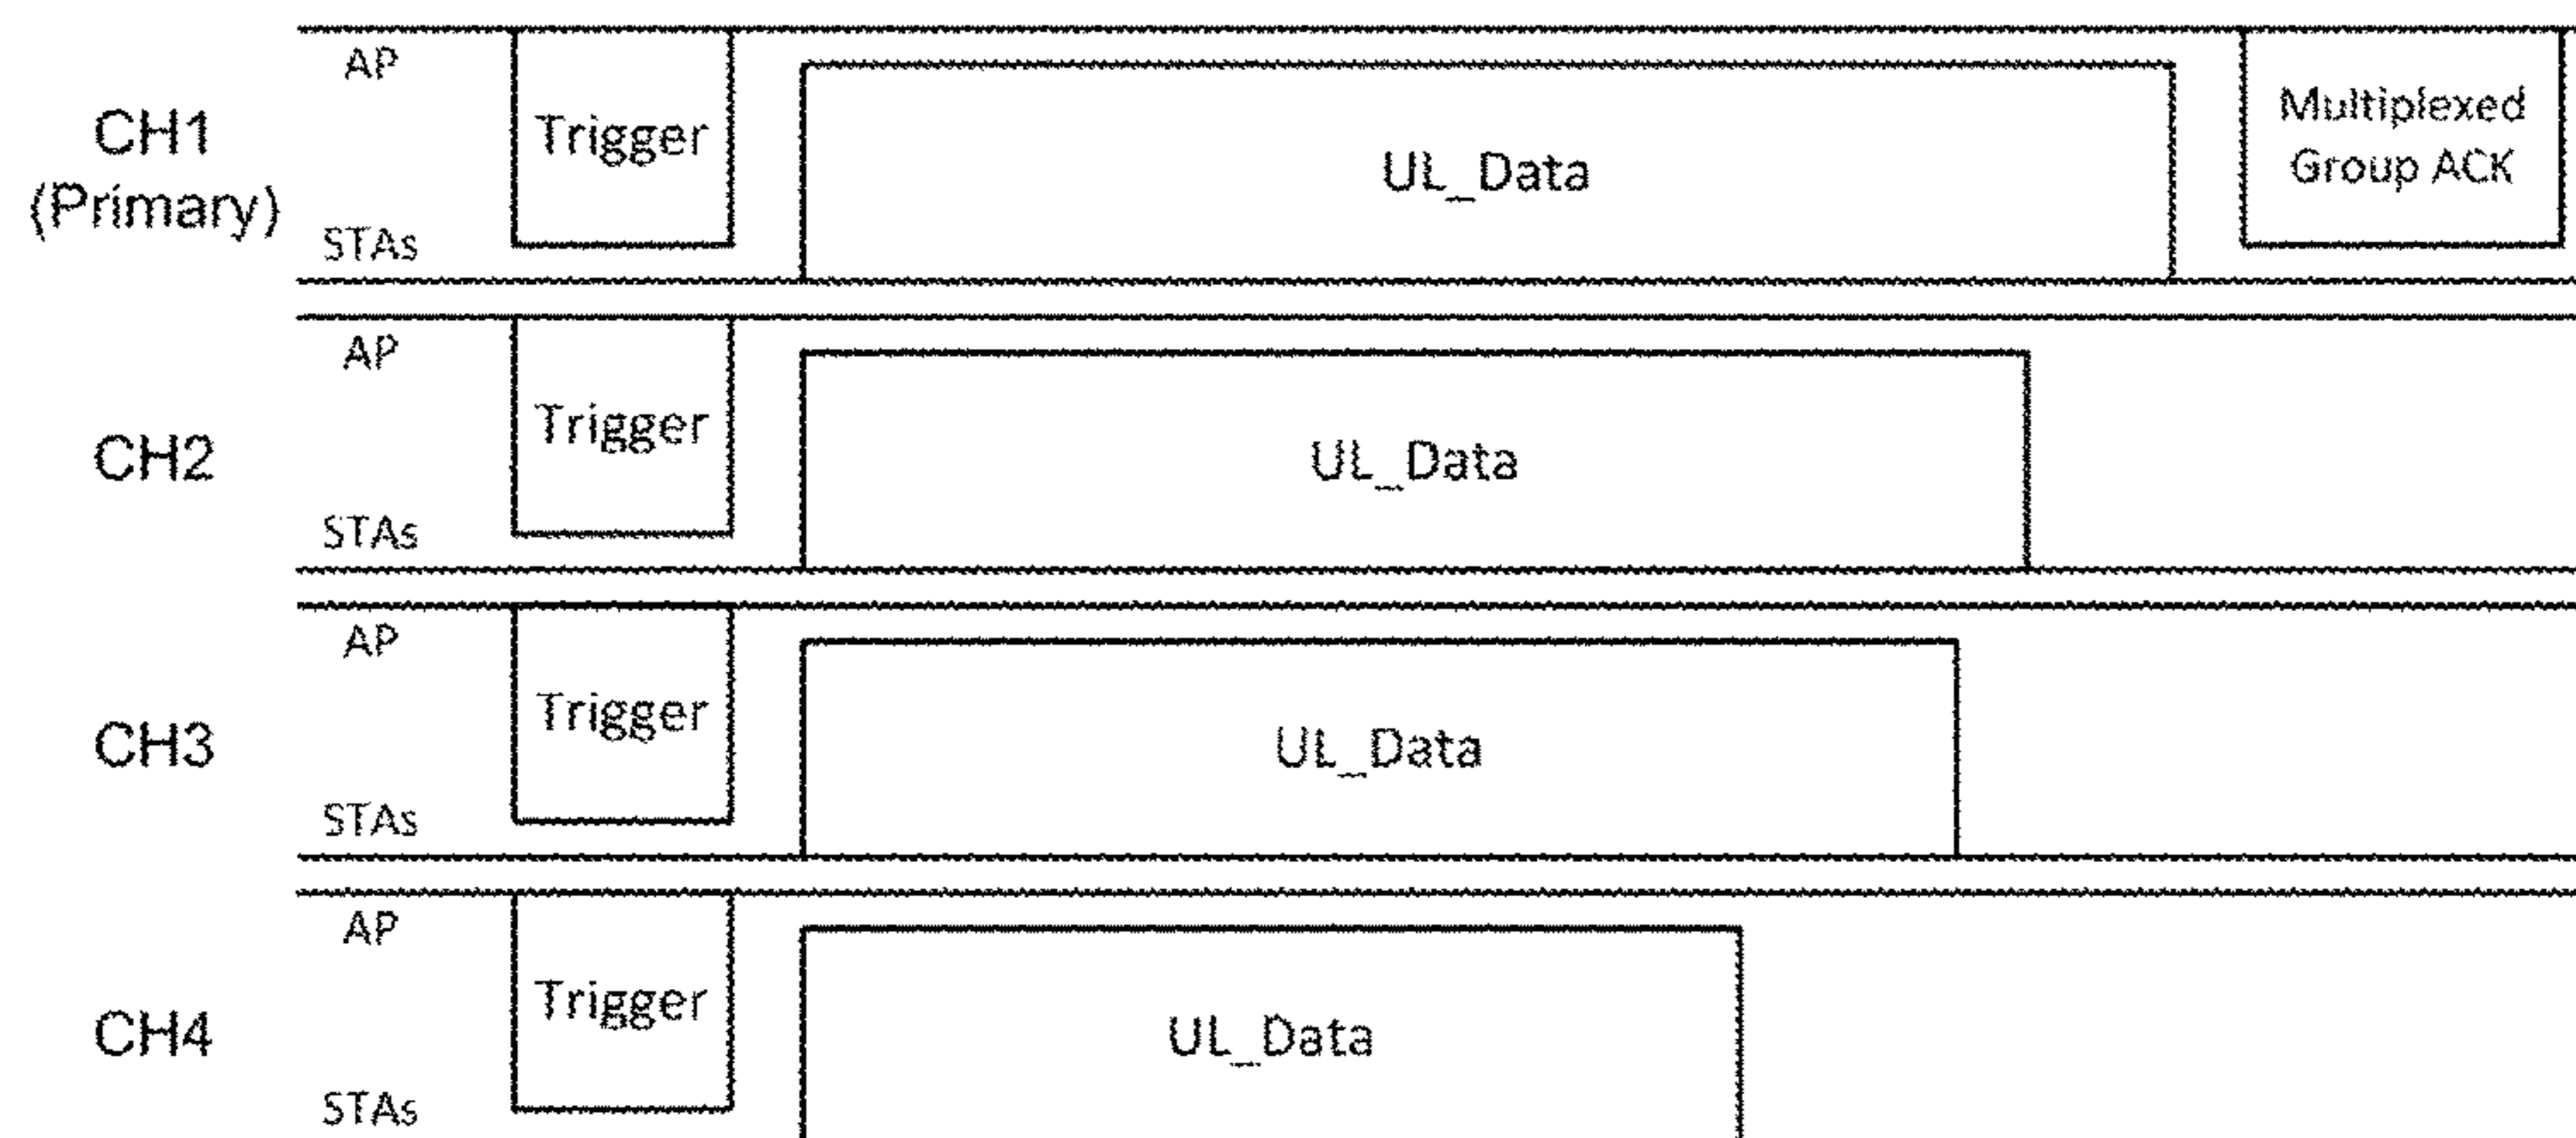 AP
CH1
(Primary)
STAs
Trigger
UL_Data
Multiplexed
Group ACK
AP
CH2
STAs
Trigger
UL_Data
AP
CH3
STAs
Trigger
UL_Data
AP
CH4
STAs
Trigger
UL_Data